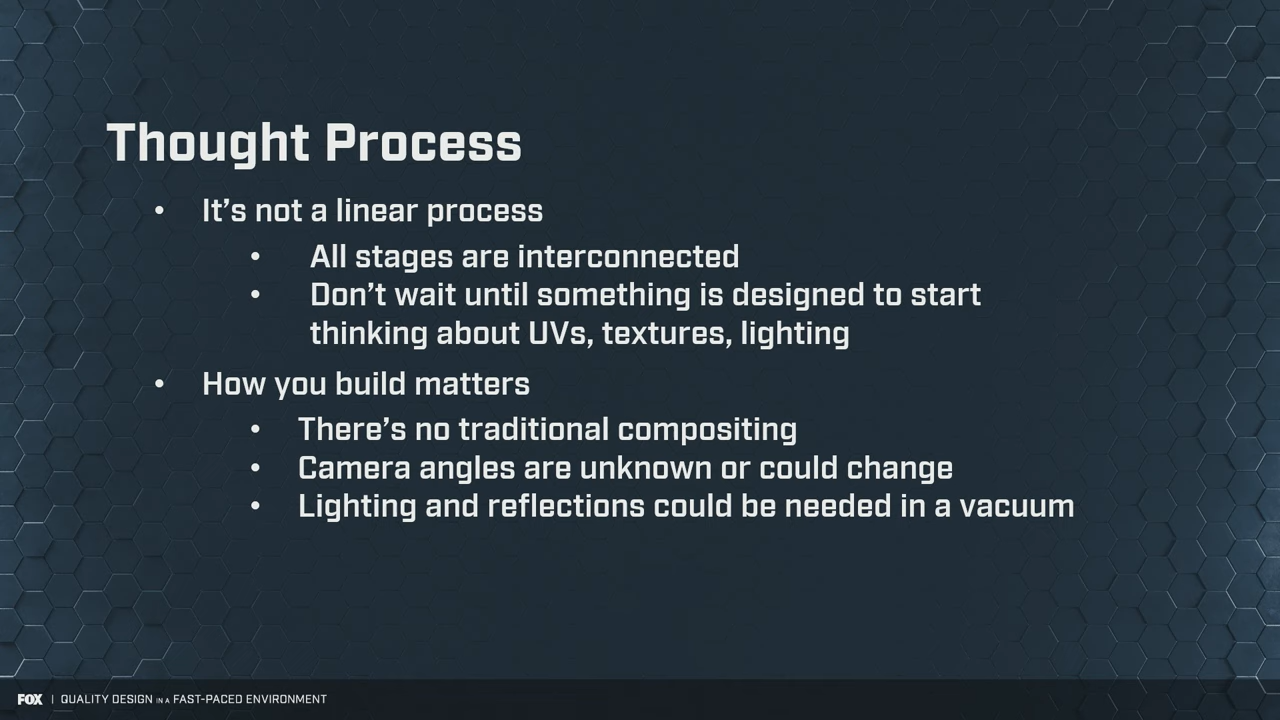 Thought Process
• It's not a linear process
• All stages are interconnected
• Don't wait until something is designed to start
thinking about UVs, textures, lighting
• How you build matters
• There's no traditional compositing
• Camera angles are unknown or could change
• Lighting and reflections could be needed in a vacuum
FOX | QUALITY DESIGN IN A FAST-PACED ENVIRONMENT